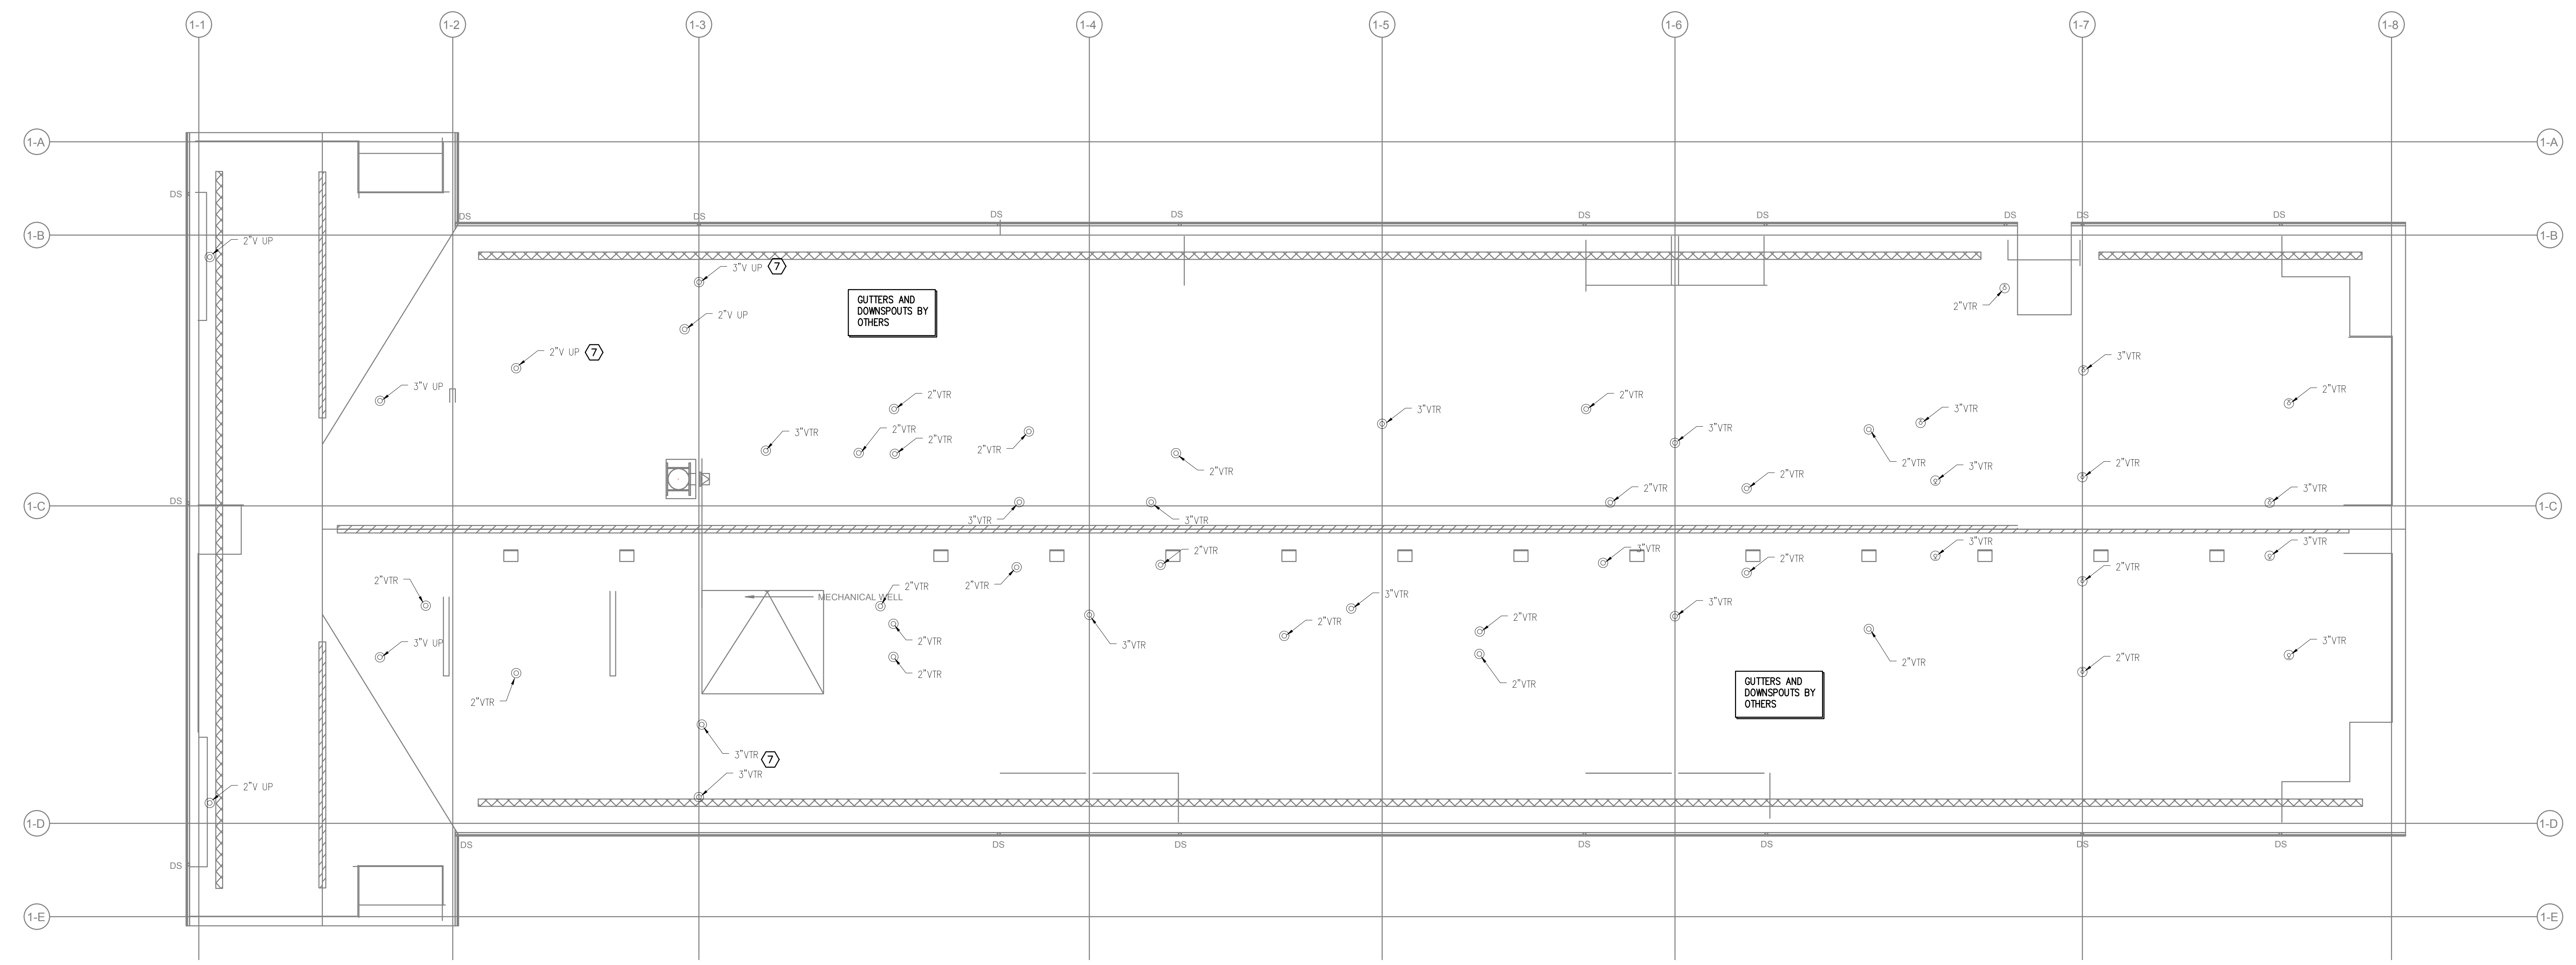 1-1 1-2 1-3 1-4 1-5 1-6 1-7 1-8
1-A 1-A
DS
DS DS DS DS DS DS DS DS DS
1-B 1-B
2"V UP
3"V UP 7
2"VTR
GUTTERS AND
DOWNSPOUTS BY
OTHERS
2"V UP
2"V UP 7
3"VTR
3"V UP
2"VTR
2"VTR
2"VTR
3"VTR
3"VTR
3"VTR
2"VTR
3"VTR
2"VTR
2"VTR
2"VTR
2"VTR
2"VTR
3"VTR
2"VTR
2"VTR
2"VTR
3"VTR
DS
1-C 1-C
3"VTR
3"VTR
3"VTR
3"VTR
3"VTR
2"VTR
2"VTR
2"VTR
2"VTR
2"VTR
2"VTR
3"VTR
MECHANICAL WELL
2"VTR
2"VTR
3"V UP
2"VTR
3"VTR
3"VTR
3"VTR
2"VTR
2"VTR
2"VTR
2"VTR
2"VTR
GUTTERS AND
DOWNSPOUTS BY
OTHERS
2"VTR
3"VTR 7
3"VTR
2"V UP
1-D 1-D
DS DS DS DS DS DS DS
DS
1-E 1-E